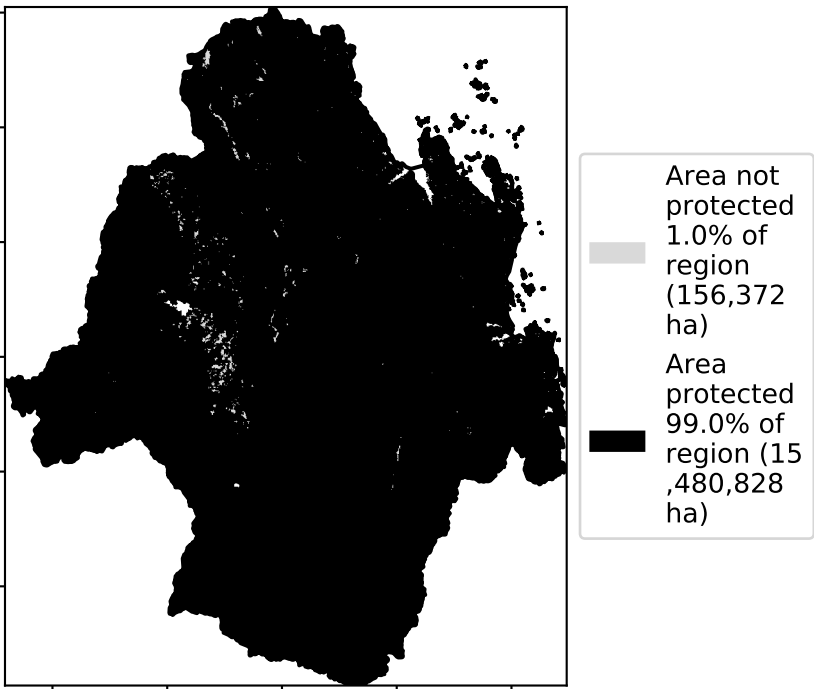 Area not
protected
1.0% of
region
(156,372
ha)
Area
protected
99.0% of
region (15
,480,828
ha)